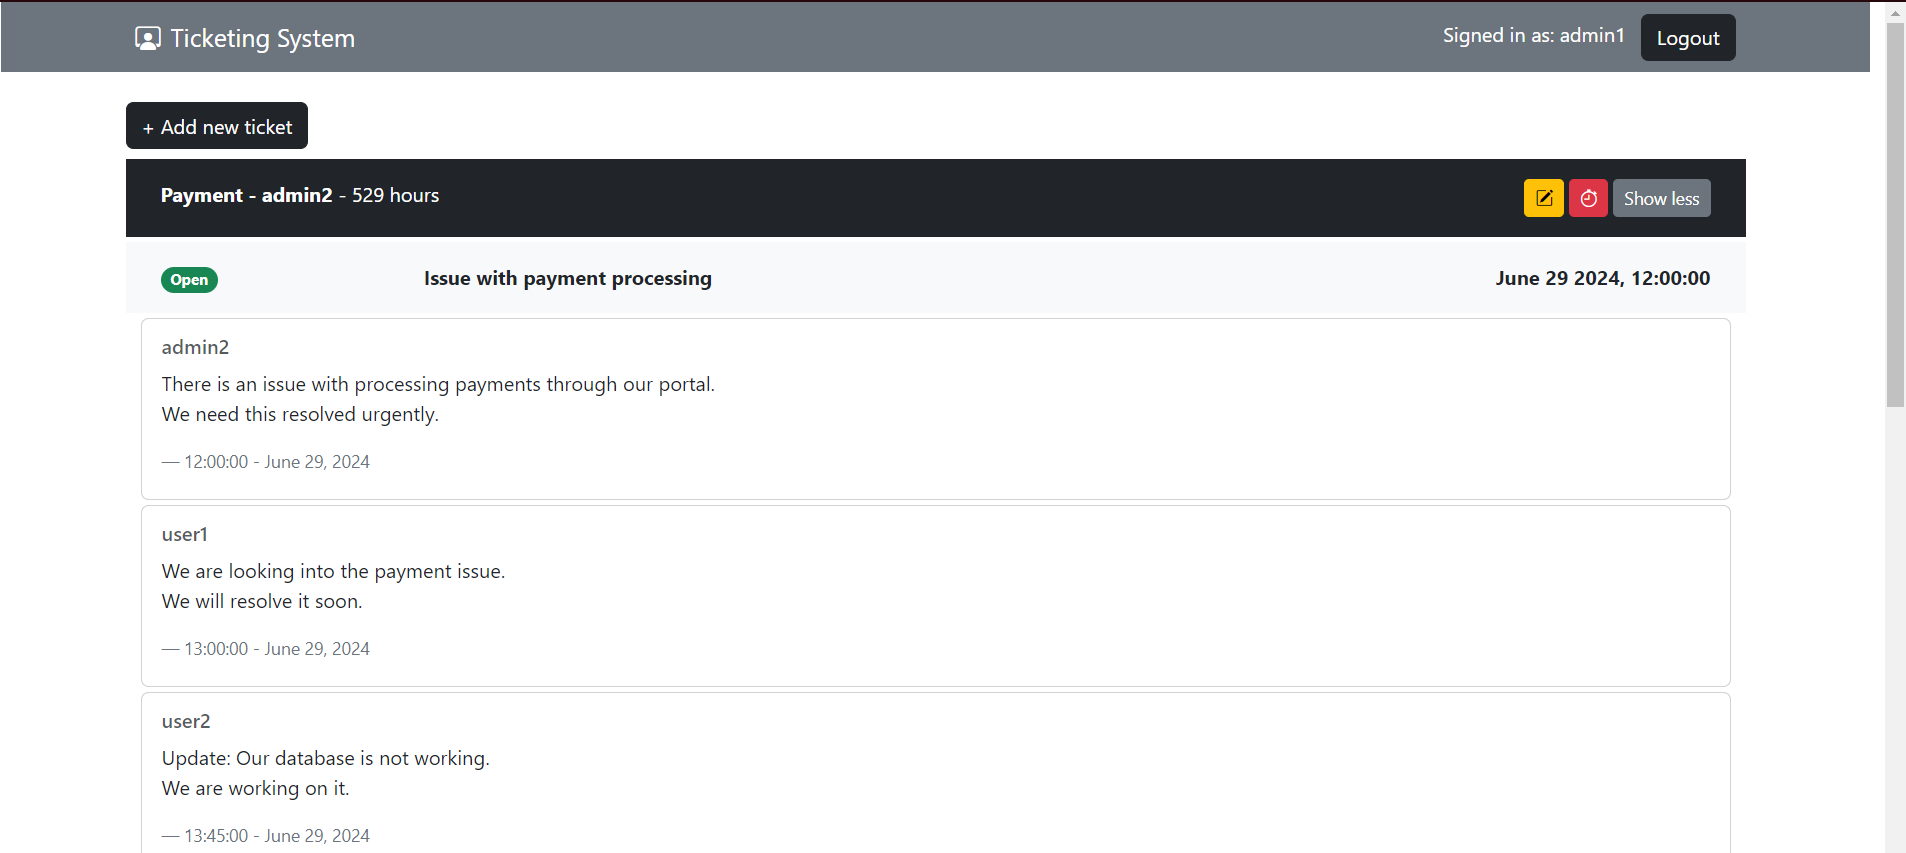 Ticketing System
Signed in as: admin1
Logout
+ Add new ticket
Payment - admin2 - 529 hours
Show less
Open
Issue with payment processing
June 29 2024, 12:00:00
admin2
There is an issue with processing payments through our portal.
We need this resolved urgently.
— 12:00:00 - June 29, 2024
user1
We are looking into the payment issue.
We will resolve it soon.
— 13:00:00 - June 29, 2024
user2
Update: Our database is not working.
We are working on it.
— 13:45:00 - June 29, 2024